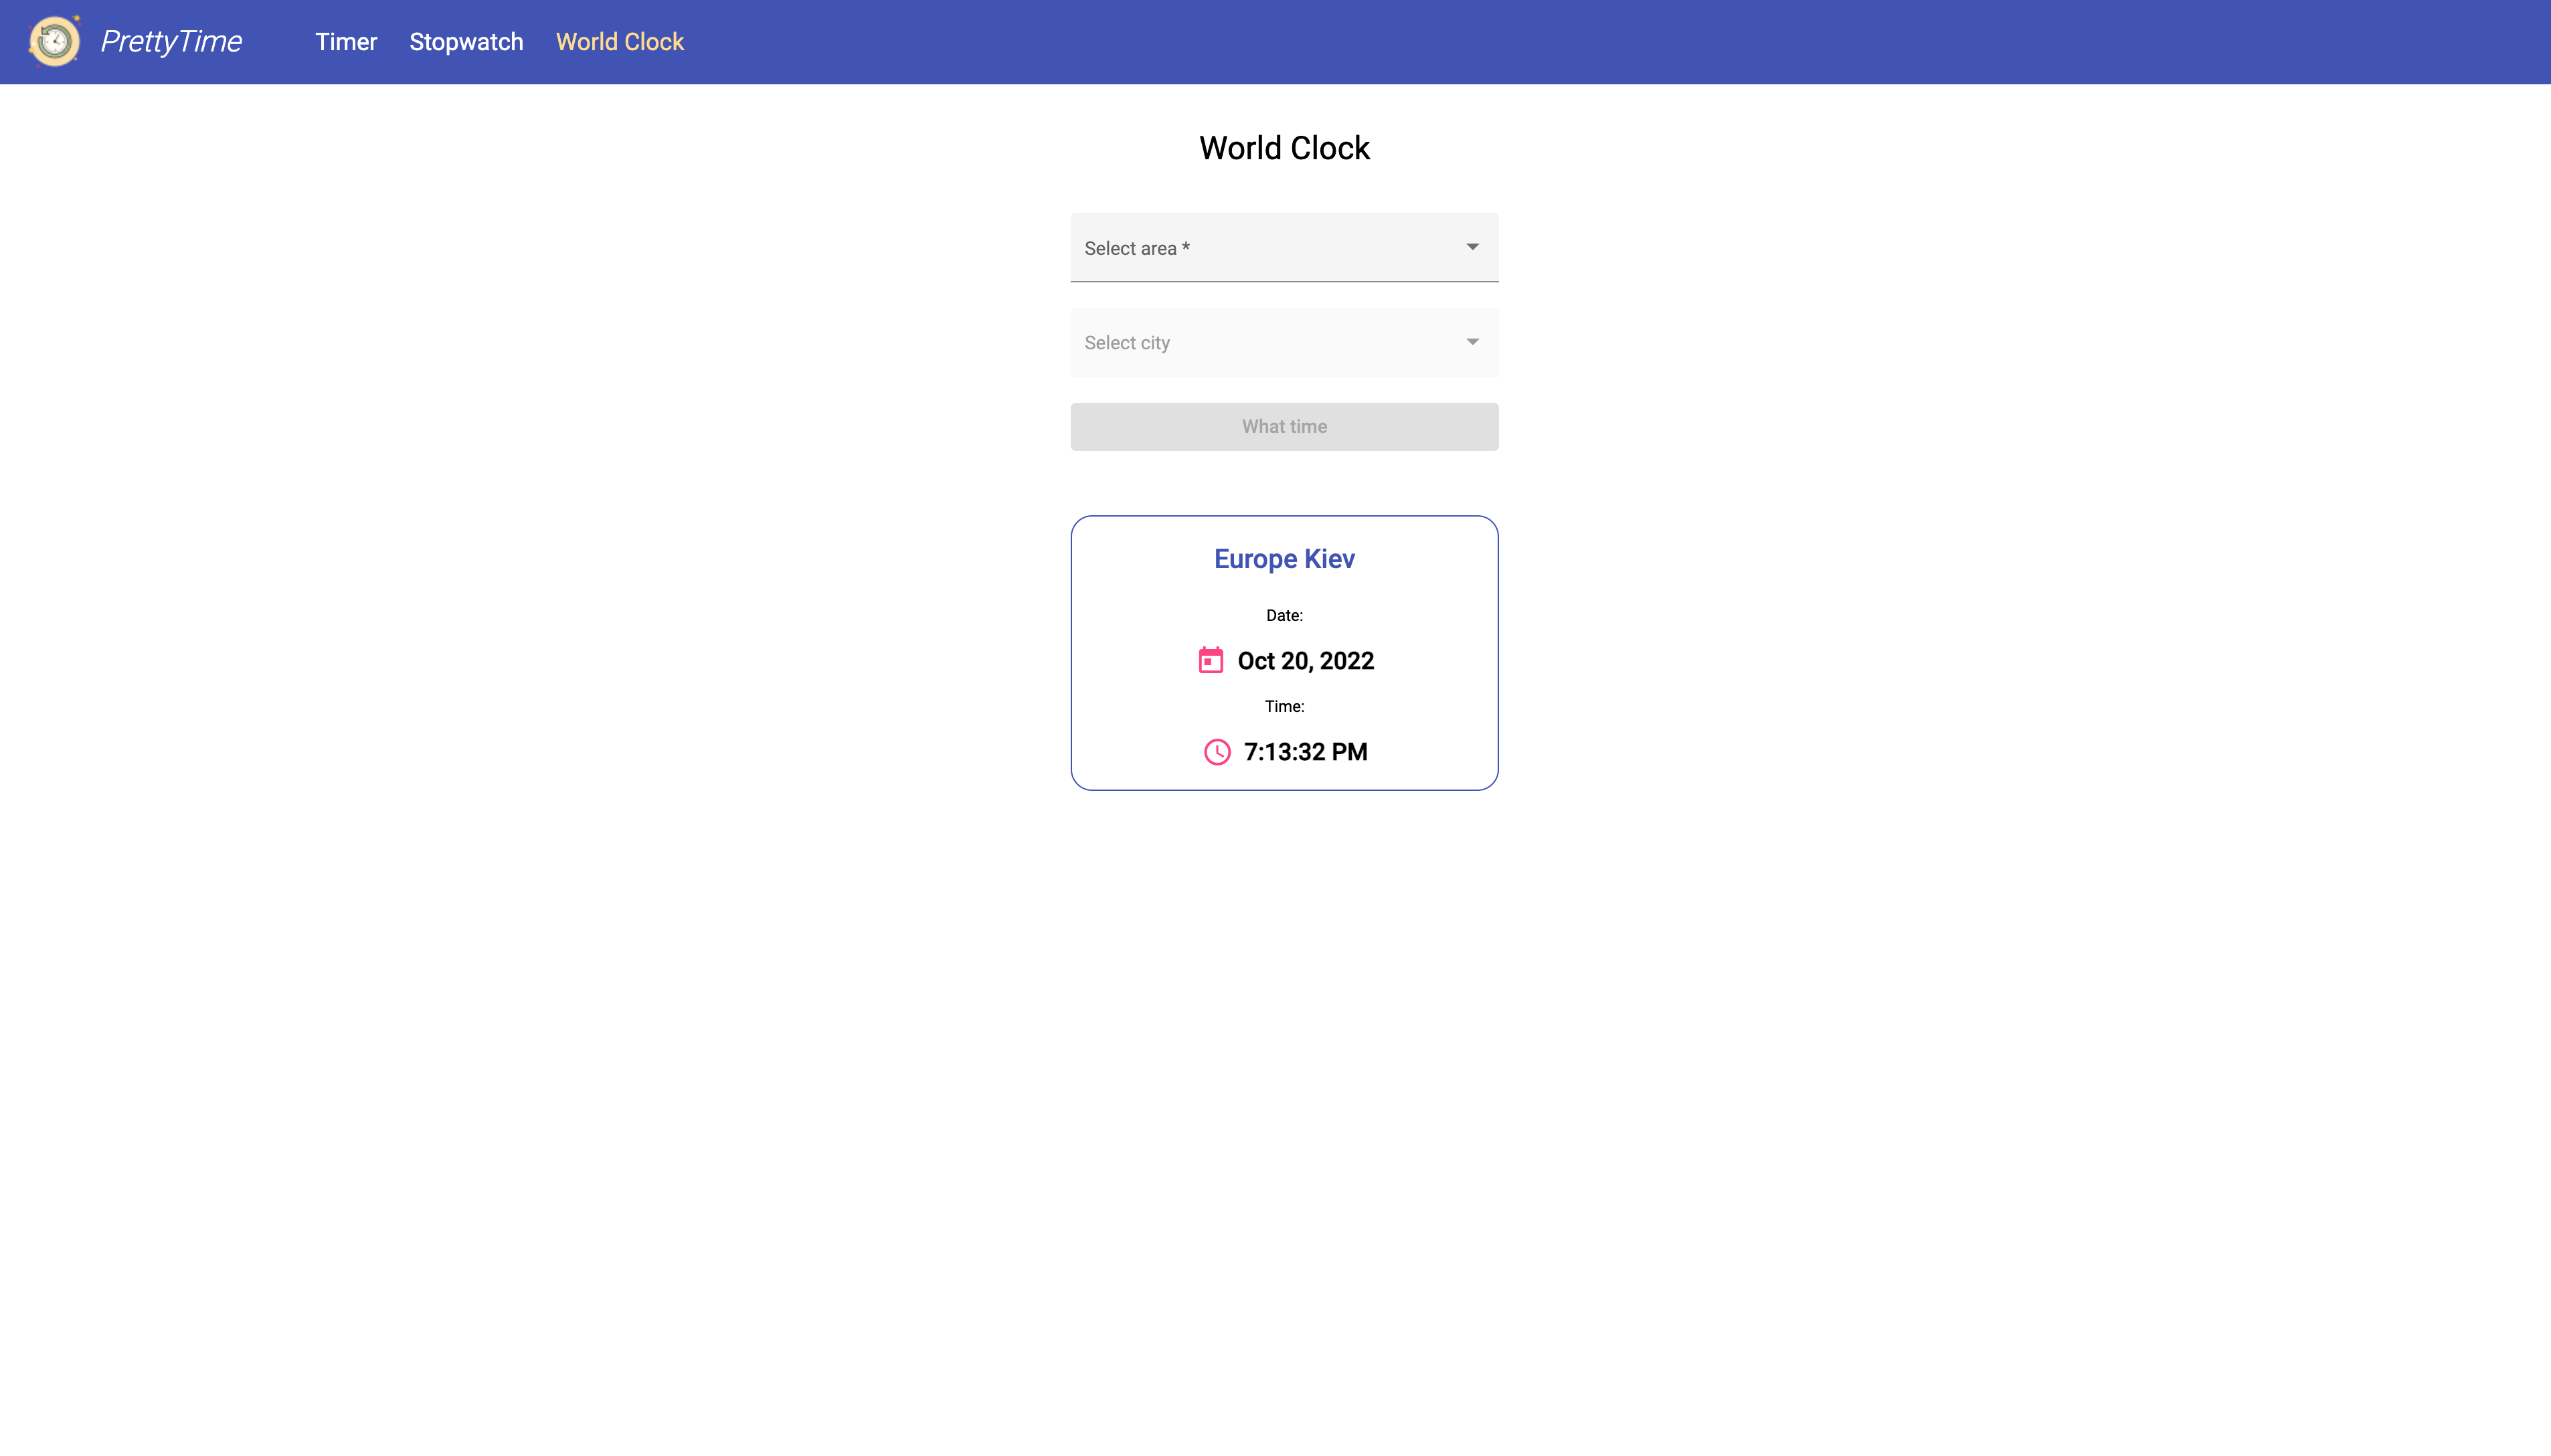 PrettyTime Timer Stopwatch World Clock
World Clock
Select area *
Select city
What time
Europe Kiev
Date:
Oct 20, 2022
Time:
7:13:32 PM